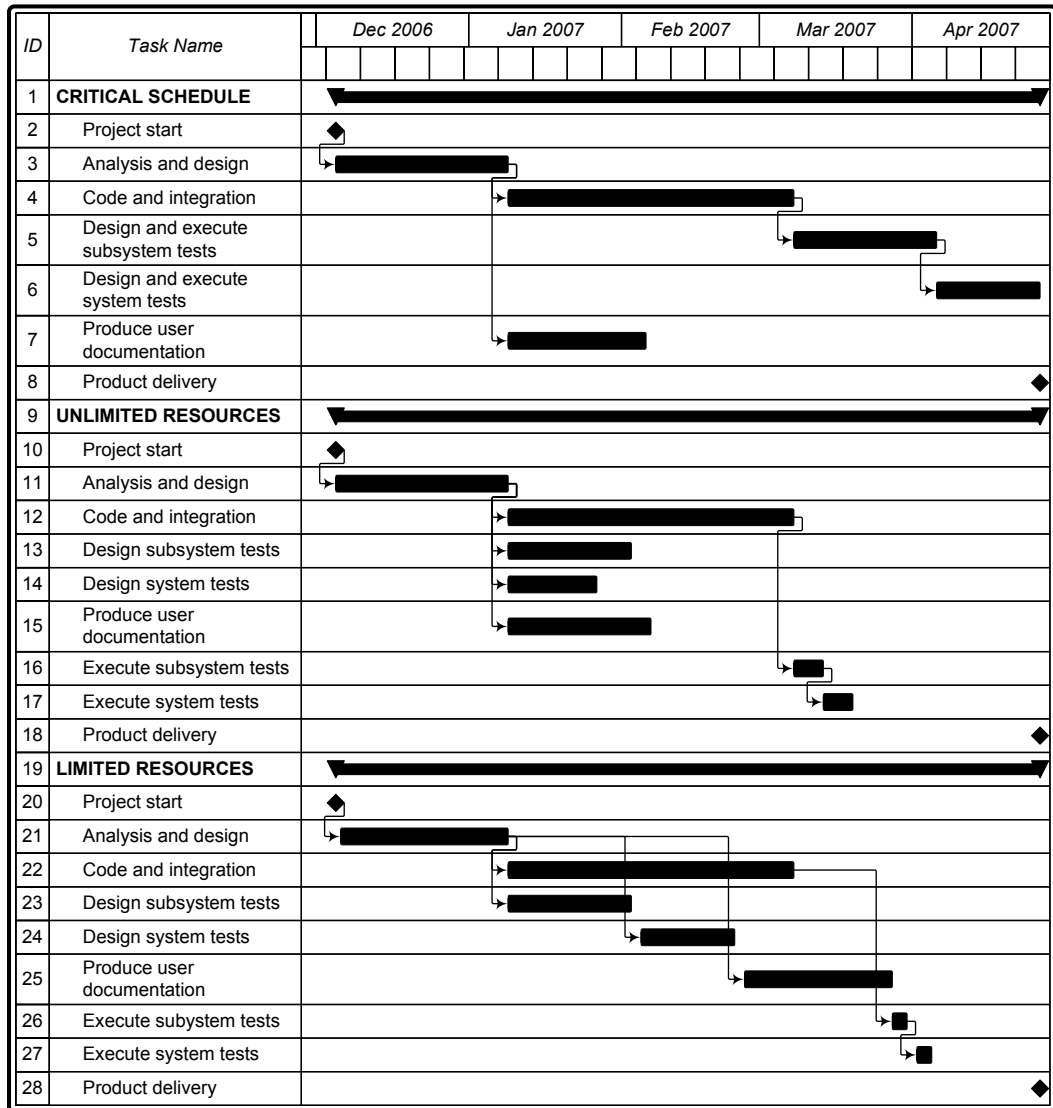 ID Task Name Dec 2006 Jan 2007 Feb 2007 Mar 2007 Apr 2007
1 CRITICAL SCHEDULE
2 Project start
3 Analysis and design
4 Code and integration
5 Design and execute
subsystem tests
6 Design and execute
system tests
7 Produce user
documentation
8 Product delivery
9 UNLIMITED RESOURCES
10 Project start
11 Analysis and design
12 Code and integration
13 Design subsystem tests
14 Design system tests
15 Produce user
documentation
16 Execute subsystem tests
17 Execute system tests
18 Product delivery
19 LIMITED RESOURCES
20 Project start
21 Analysis and design
22 Code and integration
23 Design subsystem tests
24 Design system tests
25 Produce user
documentation
26 Execute subystem tests
27 Execute system tests
28 Product delivery